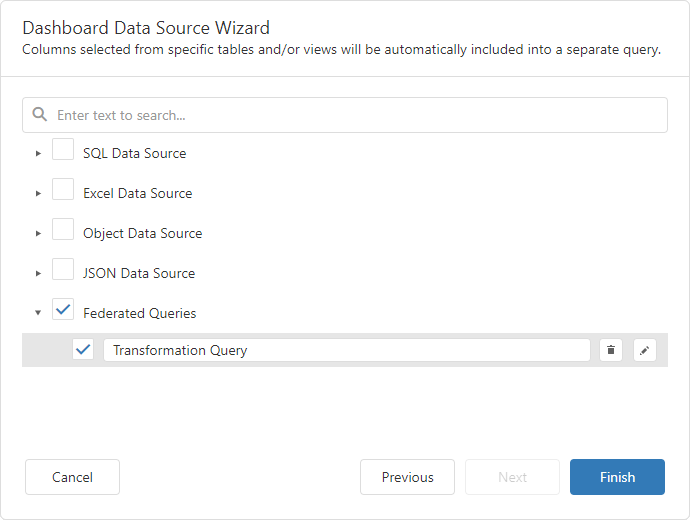 Dashboard Data Source Wizard
Columns selected from specific tables and/or views will be automatically included into a separate query.
Enter text to search...
SQL Data Source
Excel Data Source
Object Data Source
JSON Data Source
Federated Queries
Transformation Query
Cancel
Previous
Next
Finish